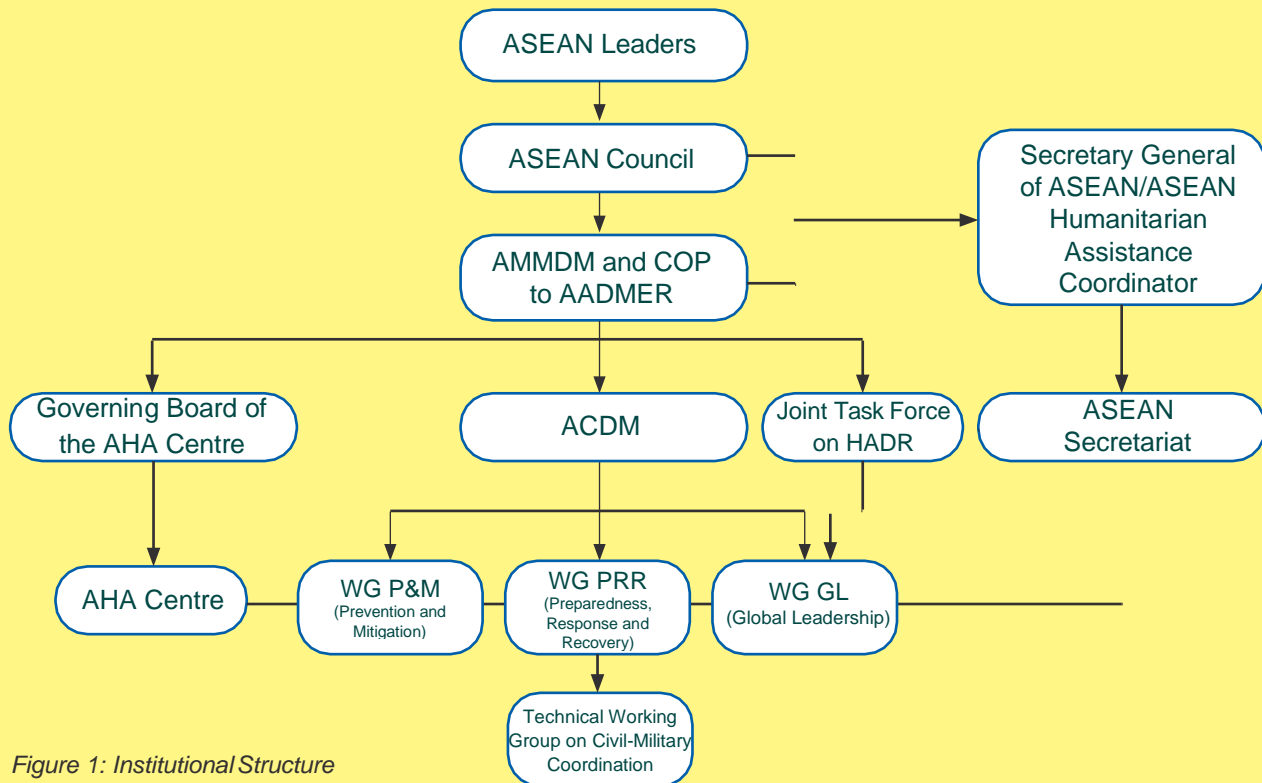 ASEAN Leaders
ASEAN Council
Secretary General
of ASEAN/ASEAN
Humanitarian
Assistance
Coordinator
AMMDM and COP
to AADMER
Governing Board of
the AHA Centre
ACDM
Joint Task Force
on HADR
ASEAN
Secretariat
AHA Centre
WG P&M
(Prevention and
Mitigation)
WG PRR
(Preparedness,
Response and
Recovery)
WG GL
(Global Leadership)
Technical Working
Group on Civil-Military
Coordination
Figure 1: Institutional Structure